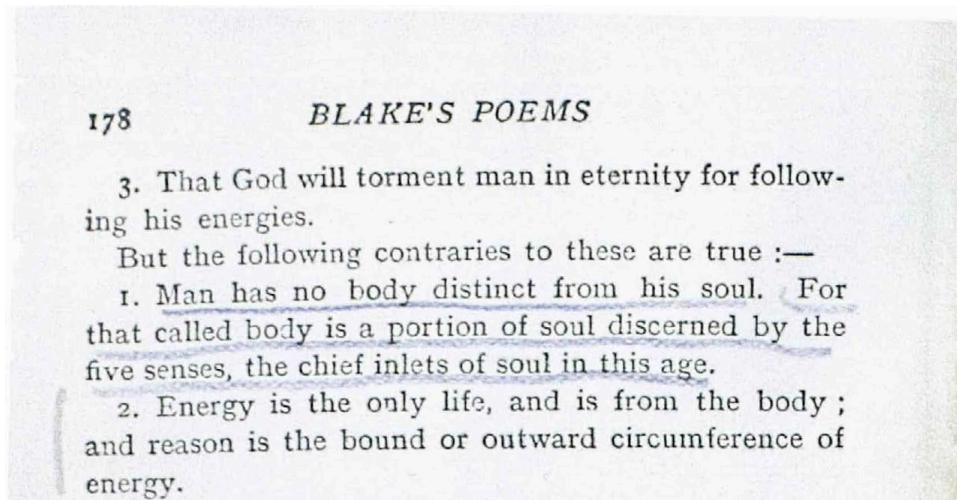 178 BLAKE'S POEMS
3. That God will torment man in eternity for follow-
ing his energies.
But the following contraries to these are true :—
1. Man has no body distinct from his soul. For
that called body is a portion of soul discerned by the
five senses, the chief inlets of soul in this age.
2. Energy is the only life, and is from the body ;
and reason is the bound or outward circumference of
energy.